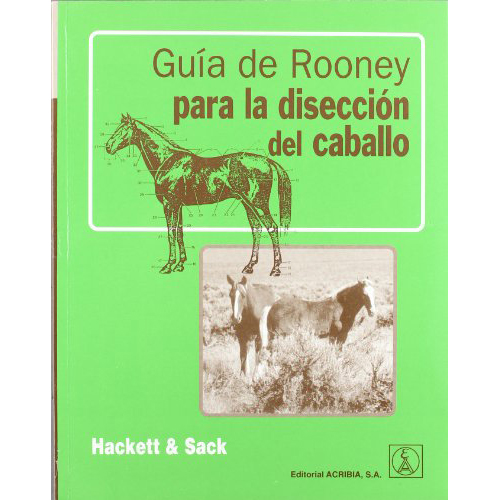 Guía de Rooney
para la disección
del caballo
Hackett & Sack
Editorial ACRIBIA, S.A.